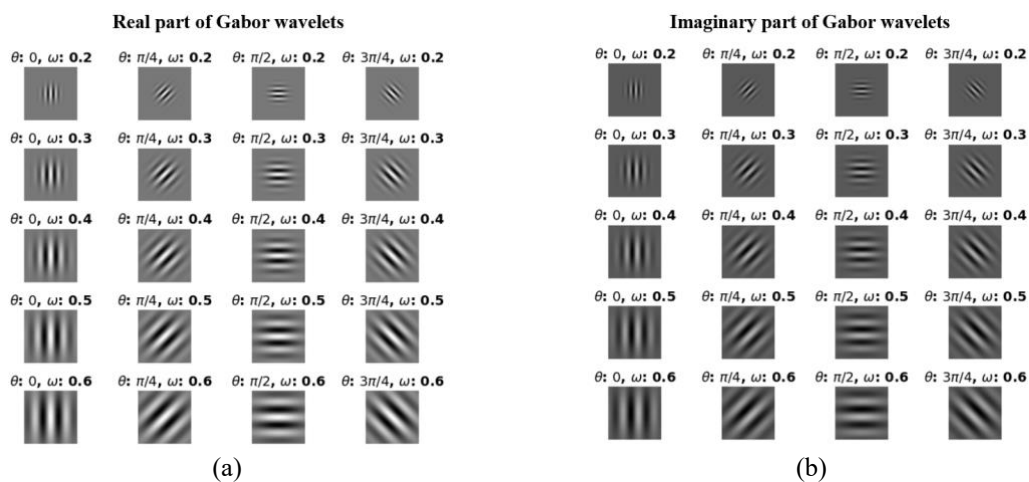 Real part of Gabor wavelets
θ: 0, ω: 0.2 θ: π/4, ω: 0.2 θ: π/2, ω: 0.2 θ: 3π/4, ω: 0.2
θ: 0, ω: 0.3 θ: π/4, ω: 0.3 θ: π/2, ω: 0.3 θ: 3π/4, ω: 0.3
θ: 0, ω: 0.4 θ: π/4, ω: 0.4 θ: π/2, ω: 0.4 θ: 3π/4, ω: 0.4
θ: 0, ω: 0.5 θ: π/4, ω: 0.5 θ: π/2, ω: 0.5 θ: 3π/4, ω: 0.5
θ: 0, ω: 0.6 θ: π/4, ω: 0.6 θ: π/2, ω: 0.6 θ: 3π/4, ω: 0.6
(a)
Imaginary part of Gabor wavelets
θ: 0, ω: 0.2 θ: π/4, ω: 0.2 θ: π/2, ω: 0.2 θ: 3π/4, ω: 0.2
θ: 0, ω: 0.3 θ: π/4, ω: 0.3 θ: π/2, ω: 0.3 θ: 3π/4, ω: 0.3
θ: 0, ω: 0.4 θ: π/4, ω: 0.4 θ: π/2, ω: 0.4 θ: 3π/4, ω: 0.4
θ: 0, ω: 0.5 θ: π/4, ω: 0.5 θ: π/2, ω: 0.5 θ: 3π/4, ω: 0.5
θ: 0, ω: 0.6 θ: π/4, ω: 0.6 θ: π/2, ω: 0.6 θ: 3π/4, ω: 0.6
(b)